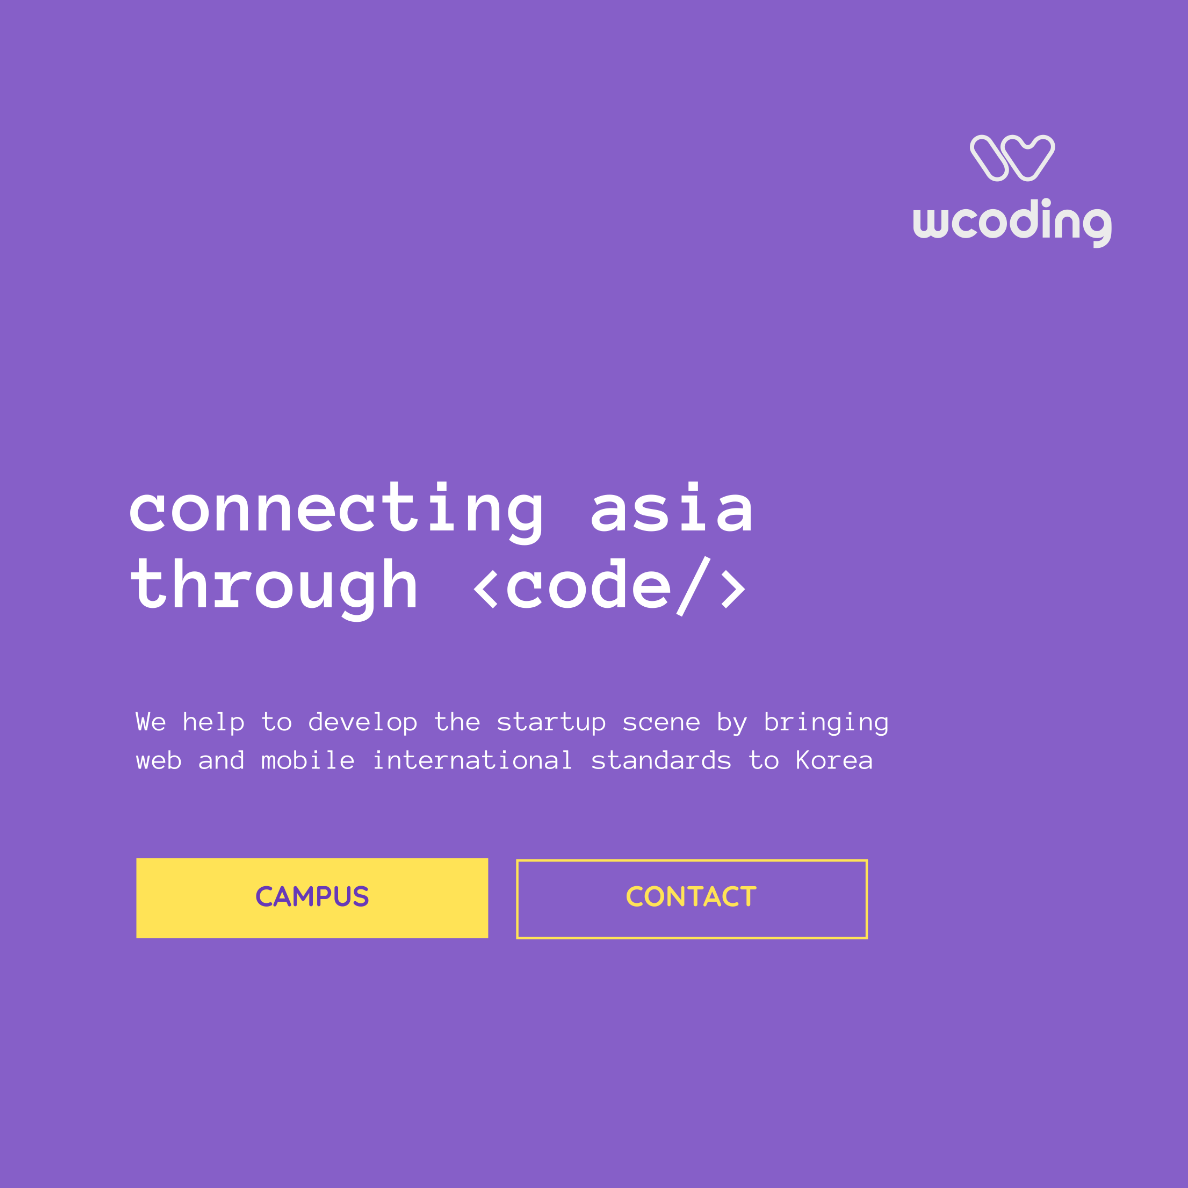 wcoding
connecting asia
through <code/>
We help to develop the startup scene by bringing
web and mobile international standards to Korea
CAMPUS
CONTACT